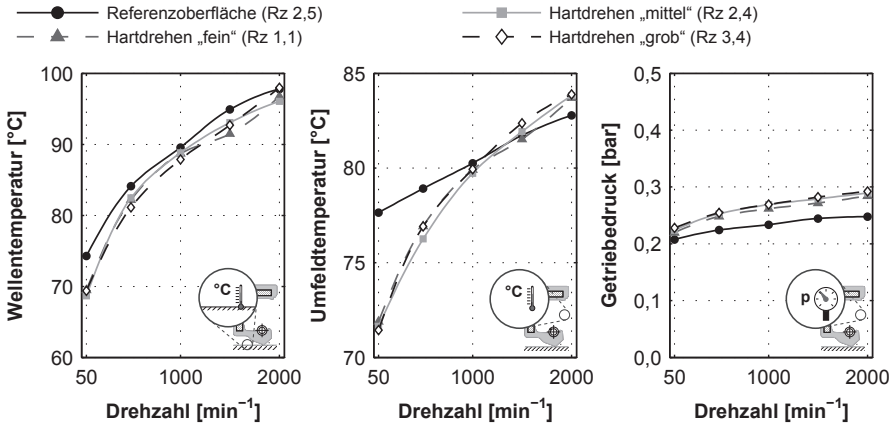 Referenzoberfläche (Rz 2,5)
Hartdrehen „mittel“ (Rz 2,4)
Hartdrehen „fein“ (Rz 1,1)
Hartdrehen „grob“ (Rz 3,4)
Wellentemperatur [°C]
100
90
80
70
60
50
1000
2000
Drehzahl [min⁻¹]
°C
Umfeldtemperatur [°C]
85
80
75
70
50
1000
2000
Drehzahl [min⁻¹]
°C
Getriebedruck [bar]
0,5
0,4
0,3
0,2
0,1
0,0
50
1000
2000
Drehzahl [min⁻¹]
p